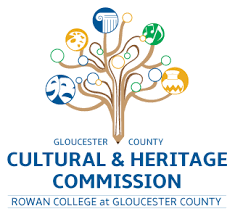 GLOUCESTER COUNTY
CULTURAL & HERITAGE
COMMISSION
ROWAN COLLEGE at GLOUCESTER COUNTY